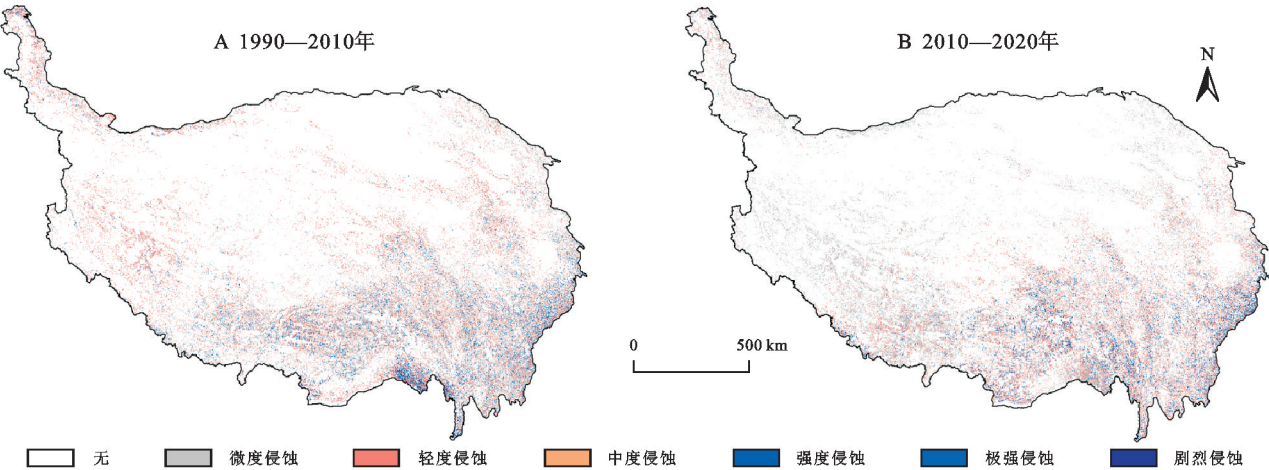 A 1990—2010年
B 2010—2020年
N
0 500 km
无 微度侵蚀 轻度侵蚀 中度侵蚀 强度侵蚀 极强侵蚀 剧烈侵蚀